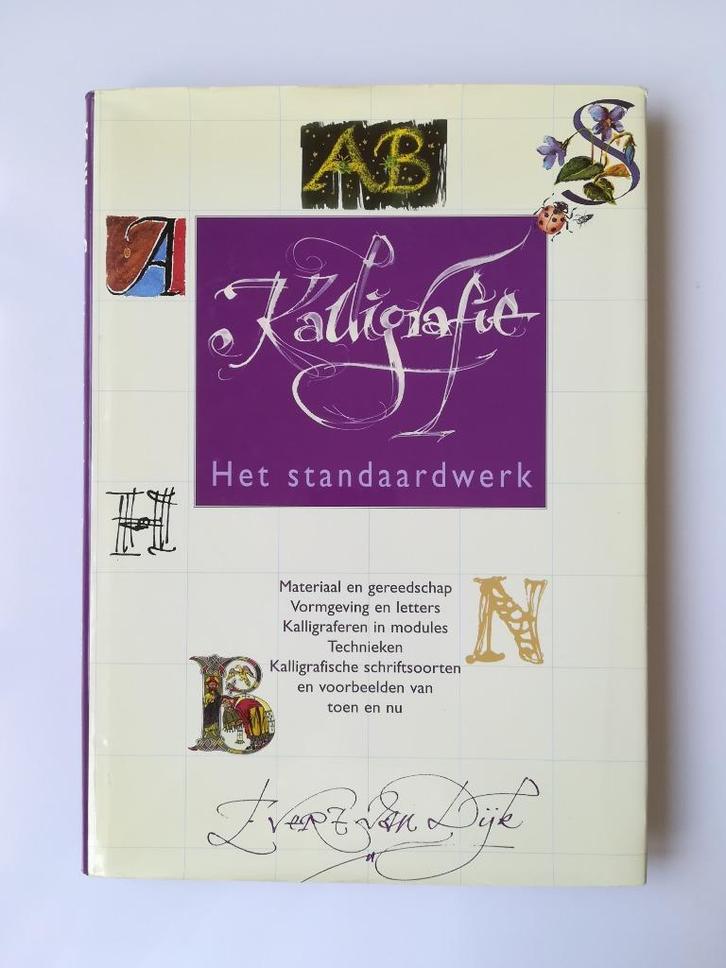 AB
S
A
Kalligrafie
Het standaardwerk
H
Materiaal en gereedschap
Vormgeving en letters
Kalligraferen in modules
Technieken
Kalligrafische schriftsoorten
en voorbeelden van
toen en nu
N
B
Evert van Dijk